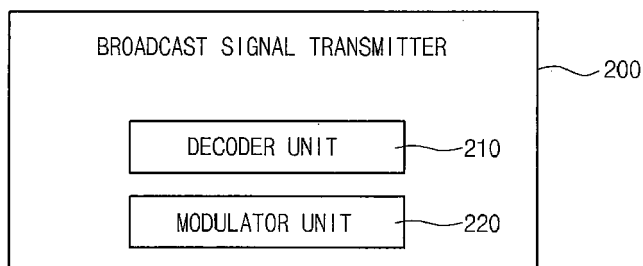 BROADCAST SIGNAL TRANSMITTER
200
DECODER UNIT
210
MODULATOR UNIT
220